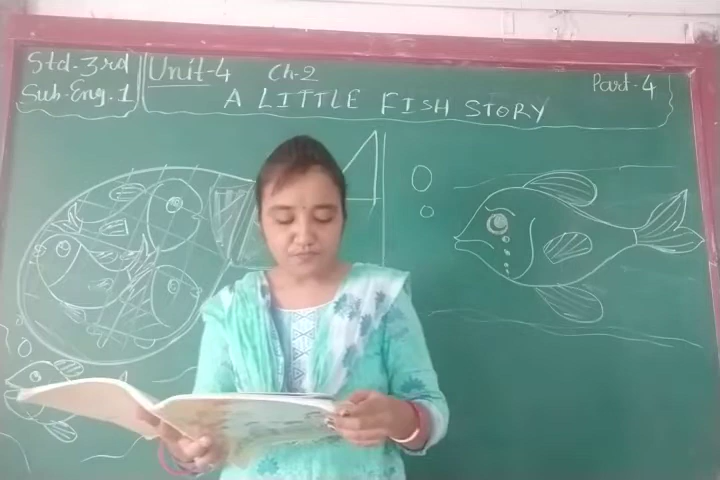 Std-3rd
Sub-Eng.1
Unit-4 Ch-2
Part-4
A LITTLE FISH STORY